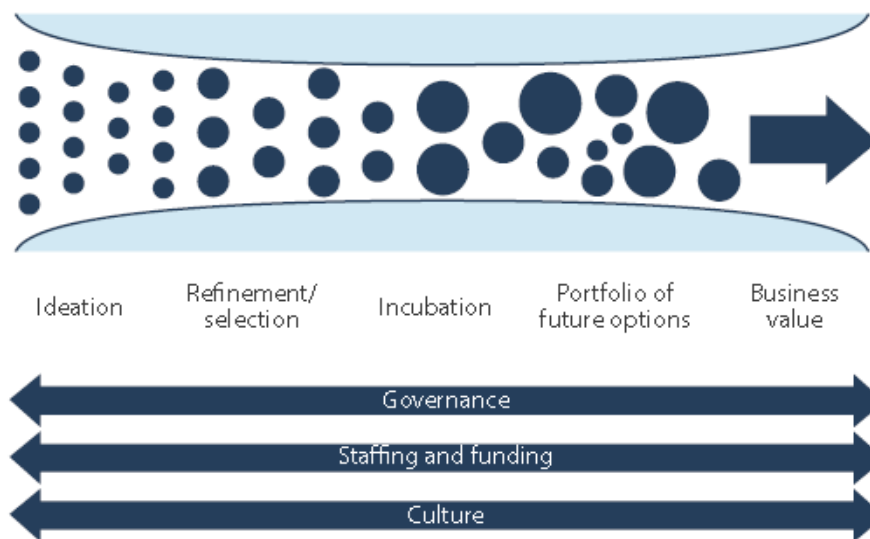 Ideation
Refinement/
selection
Incubation
Portfolio of
future options
Business
value
Governance
Staffing and funding
Culture